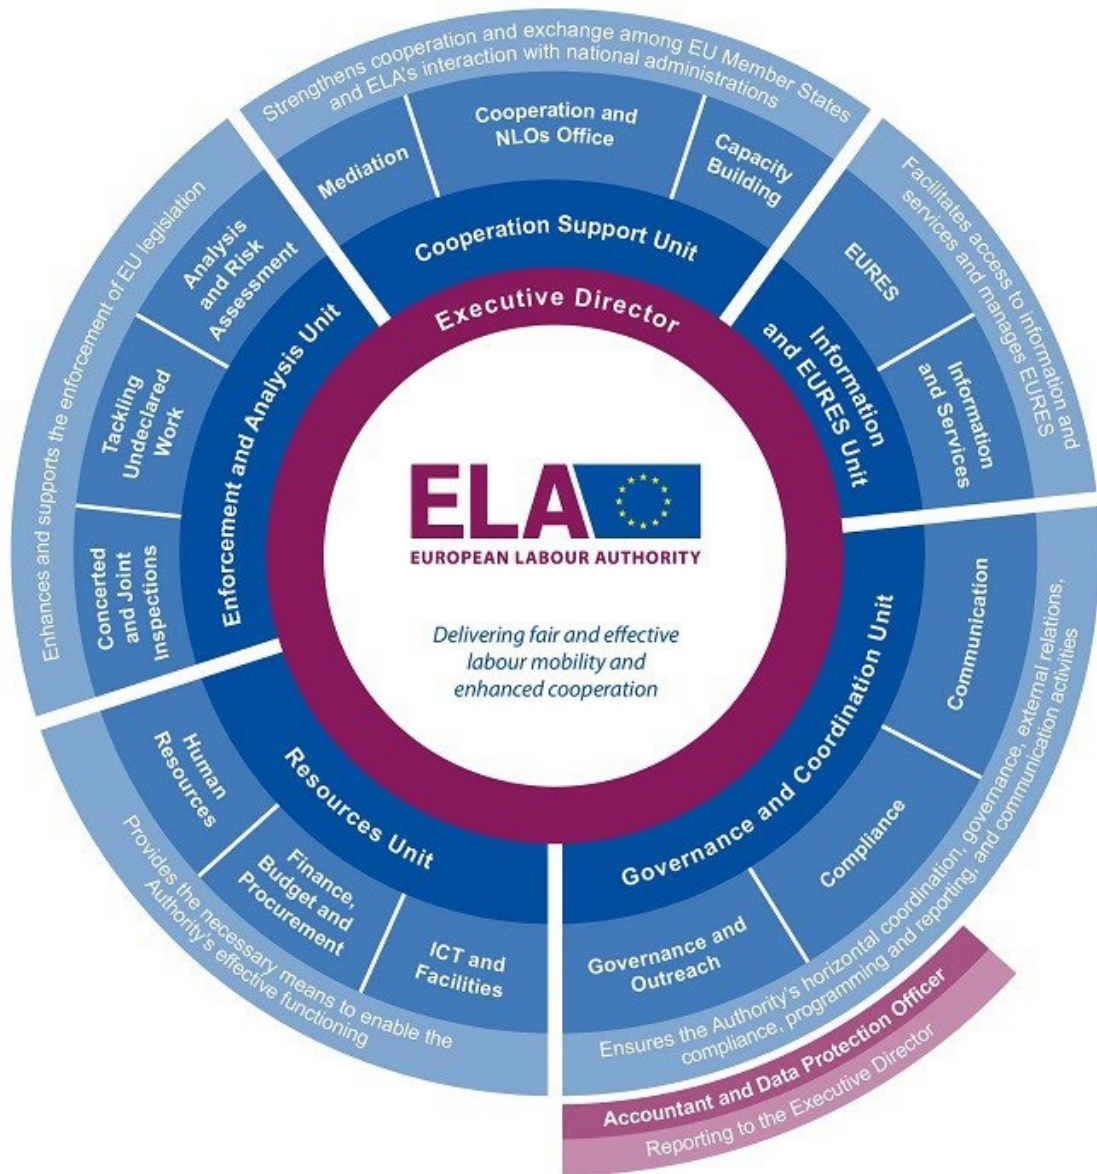 Strengthens cooperation and exchange among EU Member States
and ELA's interaction with national administrations
Mediation
Cooperation and
NLOs Office
Capacity
Building
Cooperation Support Unit
Facilitates access to information and
services and manages EURES
EURES
Information
and Services
Information
and EURES Unit
Ensures the Authority's horizontal coordination, governance, external relations,
compliance, programming and reporting, and communication activities
Communication
Compliance
Governance and
Outreach
Governance and Coordination Unit
Accountant and Data Protection Officer
Reporting to the Executive Director
Provides the necessary means to enable the
Authority's effective functioning
Human
Resources
Finance,
Budget and
Procurement
ICT and
Facilities
Resources Unit
Enhances and supports the enforcement of EU legislation
Analysis
and Risk
Assessment
Tackling
Undeclared
Work
Concerted
and Joint
Inspections
Enforcement and Analysis Unit
Executive Director
ELA
EUROPEAN LABOUR AUTHORITY
Delivering fair and effective
labour mobility and
enhanced cooperation